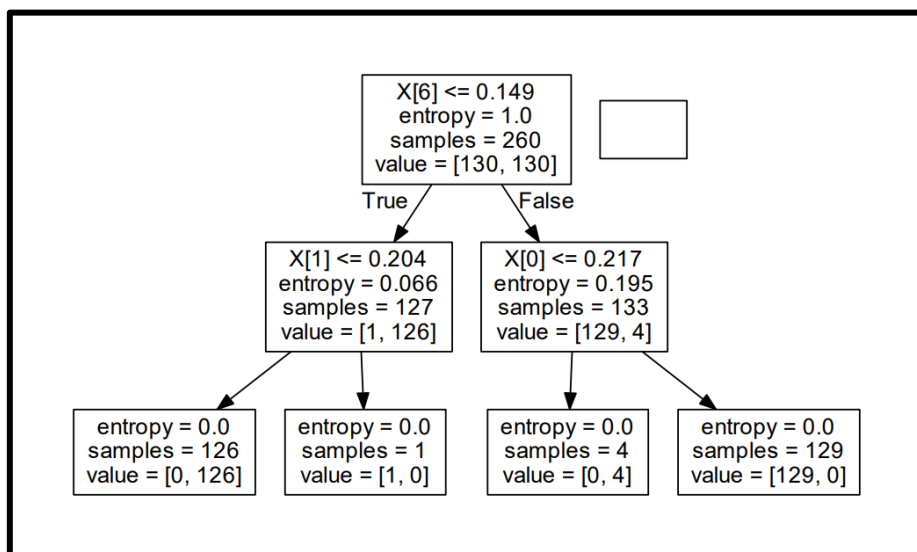 X[6] <= 0.149
entropy = 1.0
samples = 260
value = [130, 130]
True
False
X[1] <= 0.204
entropy = 0.066
samples = 127
value = [1, 126]
X[0] <= 0.217
entropy = 0.195
samples = 133
value = [129, 4]
entropy = 0.0
samples = 126
value = [0, 126]
entropy = 0.0
samples = 1
value = [1, 0]
entropy = 0.0
samples = 4
value = [0, 4]
entropy = 0.0
samples = 129
value = [129, 0]